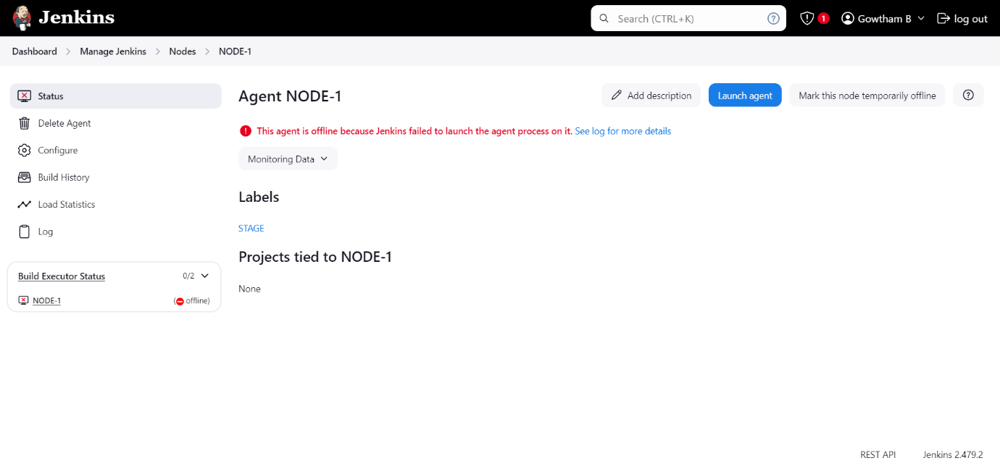 Jenkins
Search (CTRL+K)
1
Gowtham B
log out
Dashboard
Manage Jenkins
Nodes
NODE-1
Status
Delete Agent
Configure
Build History
Load Statistics
Log
Build Executor Status 0/2
NODE-1 (offline)
Agent NODE-1
Add description
Launch agent
Mark this node temporarily offline
This agent is offline because Jenkins failed to launch the agent process on it. See log for more details
Monitoring Data
Labels
STAGE
Projects tied to NODE-1
None
REST API Jenkins 2.479.2